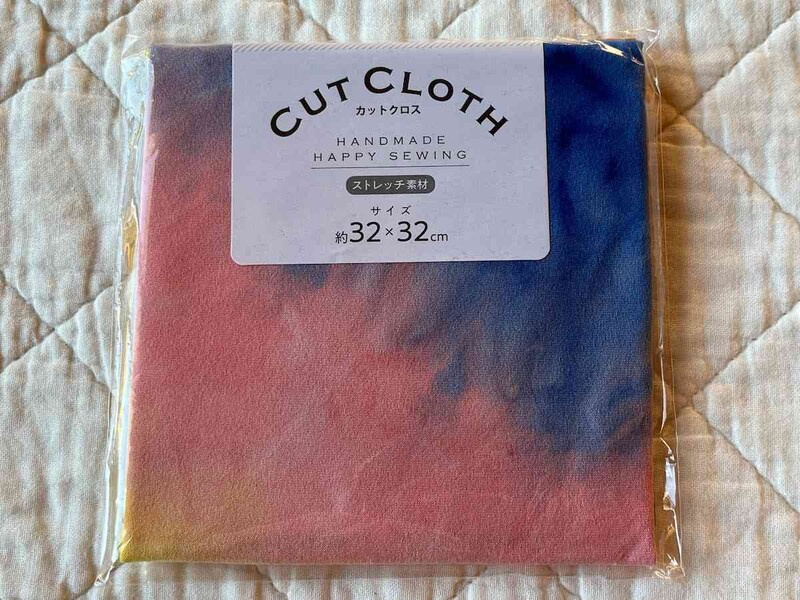 CUT CLOTH
カットクロス
HANDMADE
HAPPY SEWING
ストレッチ素材
サイズ
約32×32cm